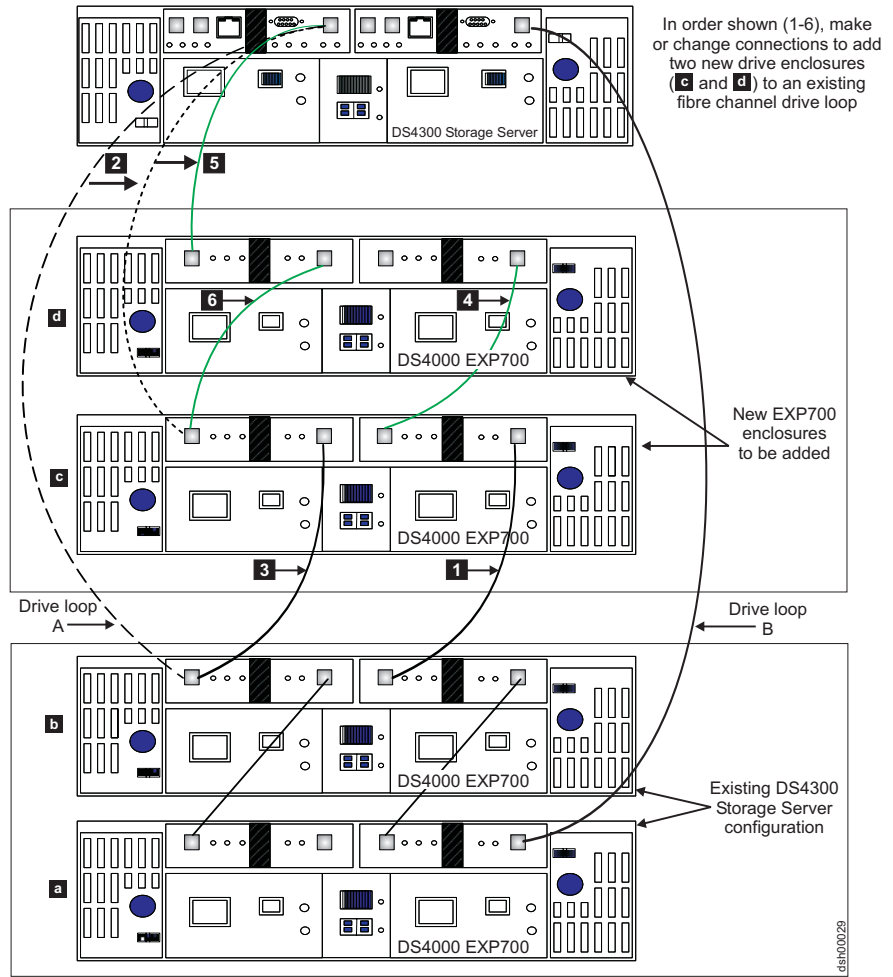 In order shown (1-6), make
or change connections to add
two new drive enclosures
(c and d) to an existing
fibre channel drive loop
DS4300 Storage Server
2
5
6
4
d
DS4000 EXP700
New EXP700
enclosures
to be added
c
DS4000 EXP700
3
1
Drive loop
A
Drive loop
B
b
DS4000 EXP700
Existing DS4300
Storage Server
configuration
a
DS4000 EXP700
dsh00029